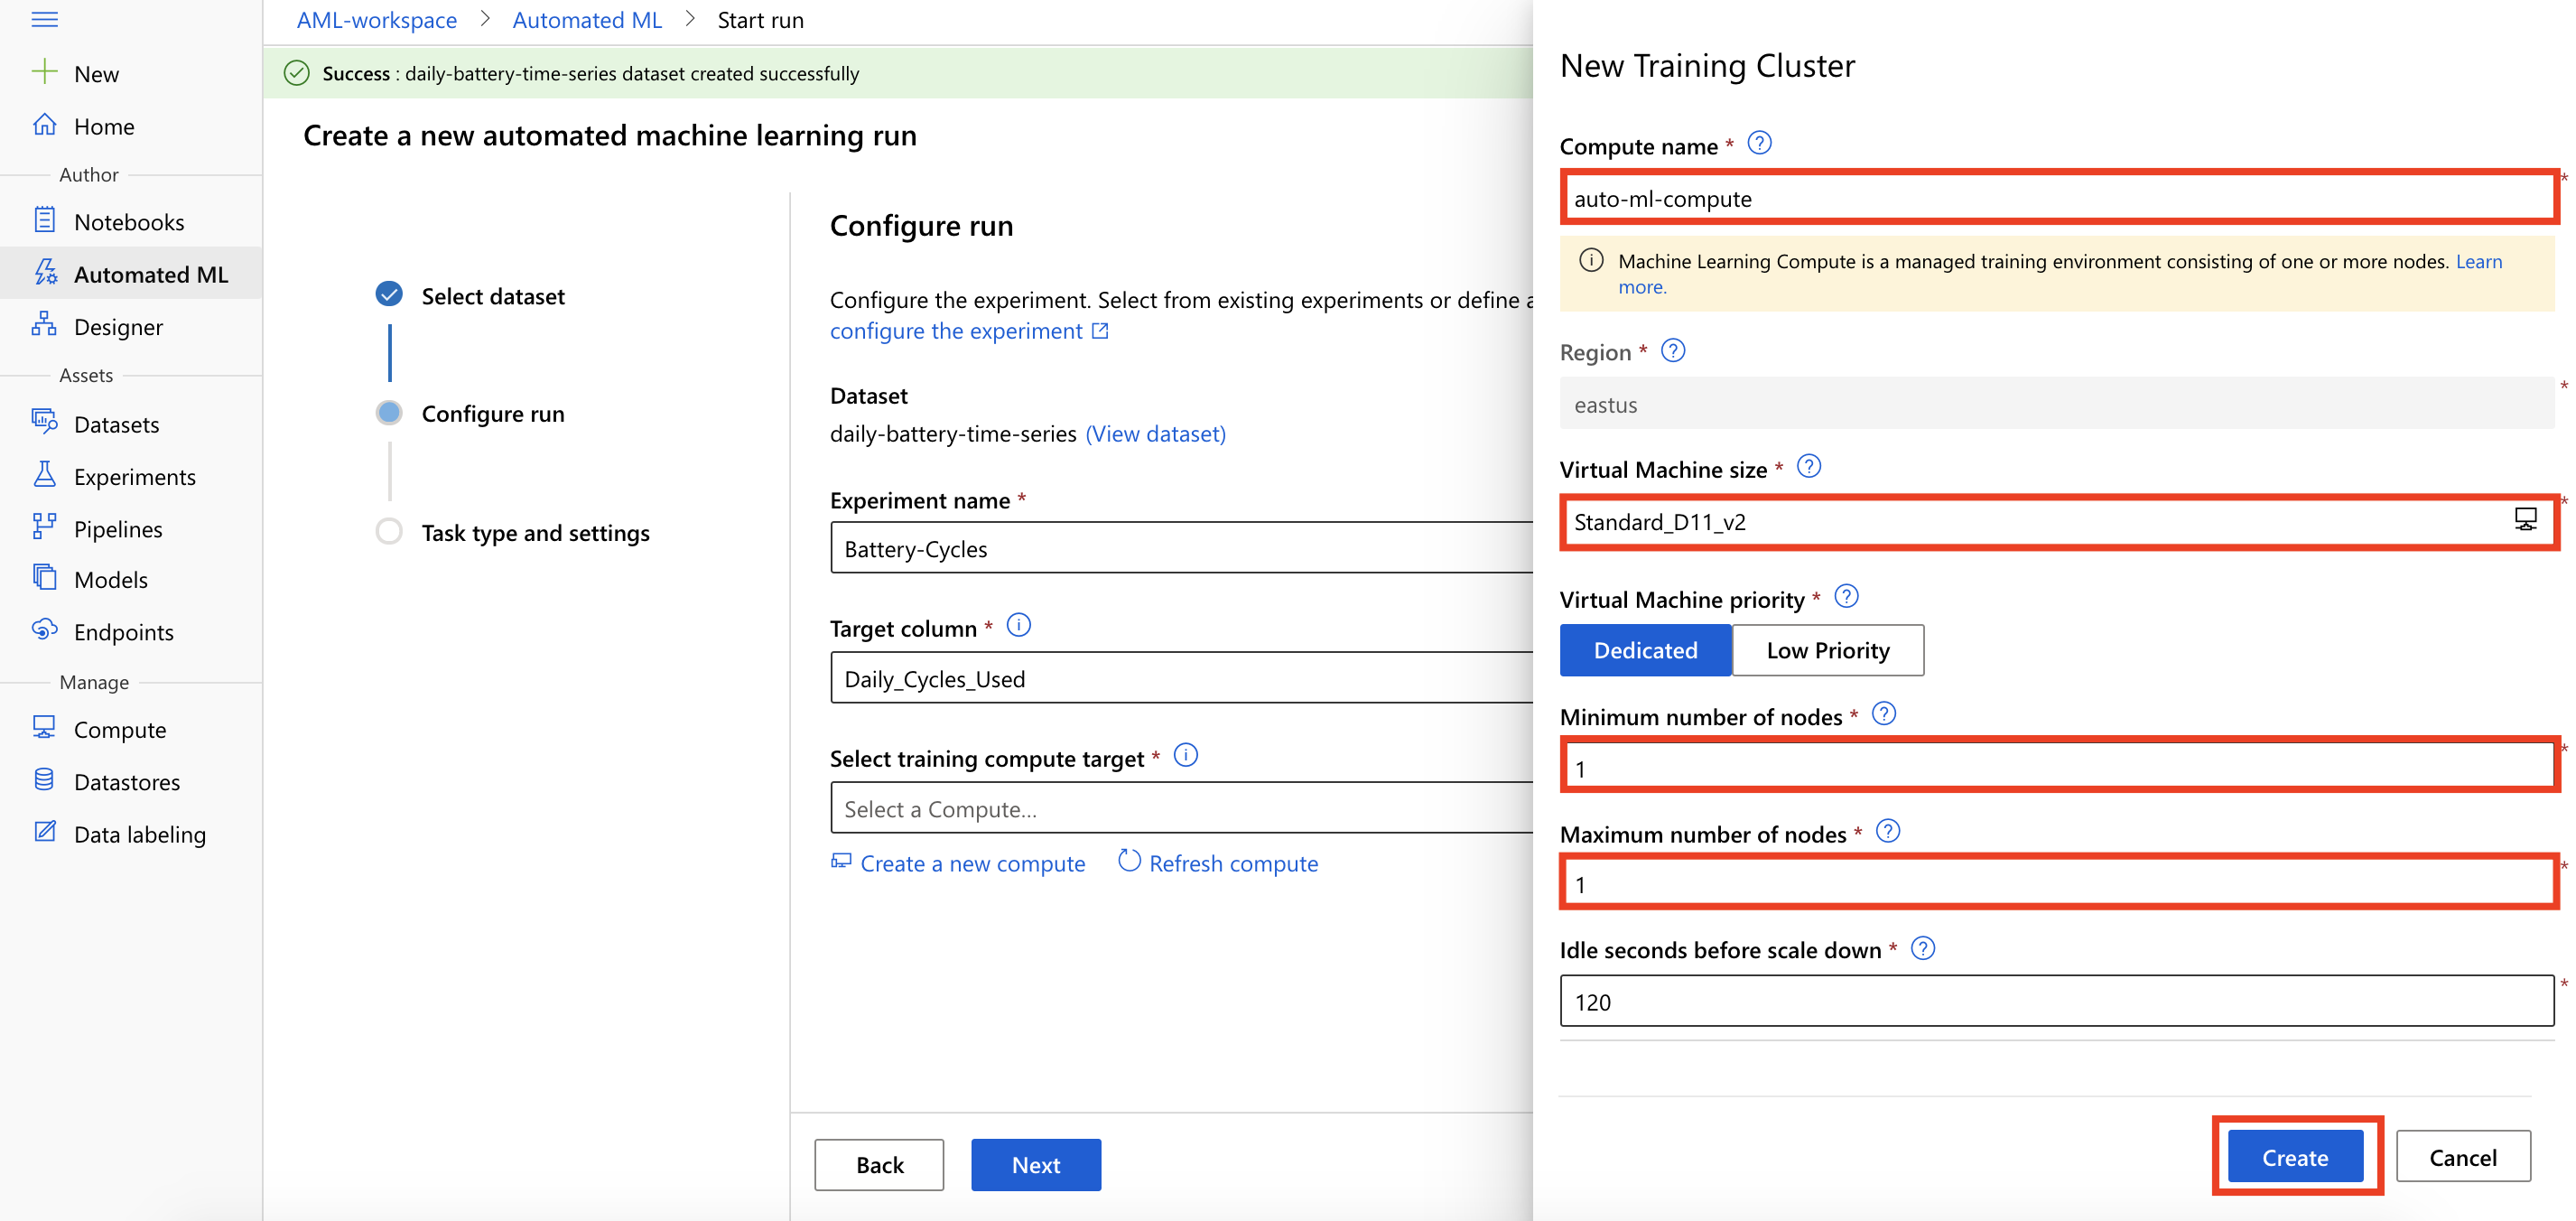 New
Home
Author
Notebooks
Automated ML
Designer
Assets
Datasets
Experiments
Pipelines
Models
Endpoints
Manage
Compute
Datastores
Data labeling
AML-workspace > Automated ML > Start run
Success : daily-battery-time-series dataset created successfully
Create a new automated machine learning run
Select dataset
Configure run
Task type and settings
Configure run
Configure the experiment. Select from existing experiments or define
configure the experiment
Dataset
daily-battery-time-series (View dataset)
Experiment name *
Battery-Cycles
Target column *
Daily_Cycles_Used
Select training compute target *
Select a Compute...
Create a new compute Refresh compute
Back Next
New Training Cluster
Compute name *
auto-ml-compute
Machine Learning Compute is a managed training environment consisting of one or more nodes. Learn
more.
Region *
eastus
Virtual Machine size *
Standard_D11_v2
Virtual Machine priority *
Dedicated Low Priority
Minimum number of nodes *
1
Maximum number of nodes *
1
Idle seconds before scale down *
120
Create Cancel